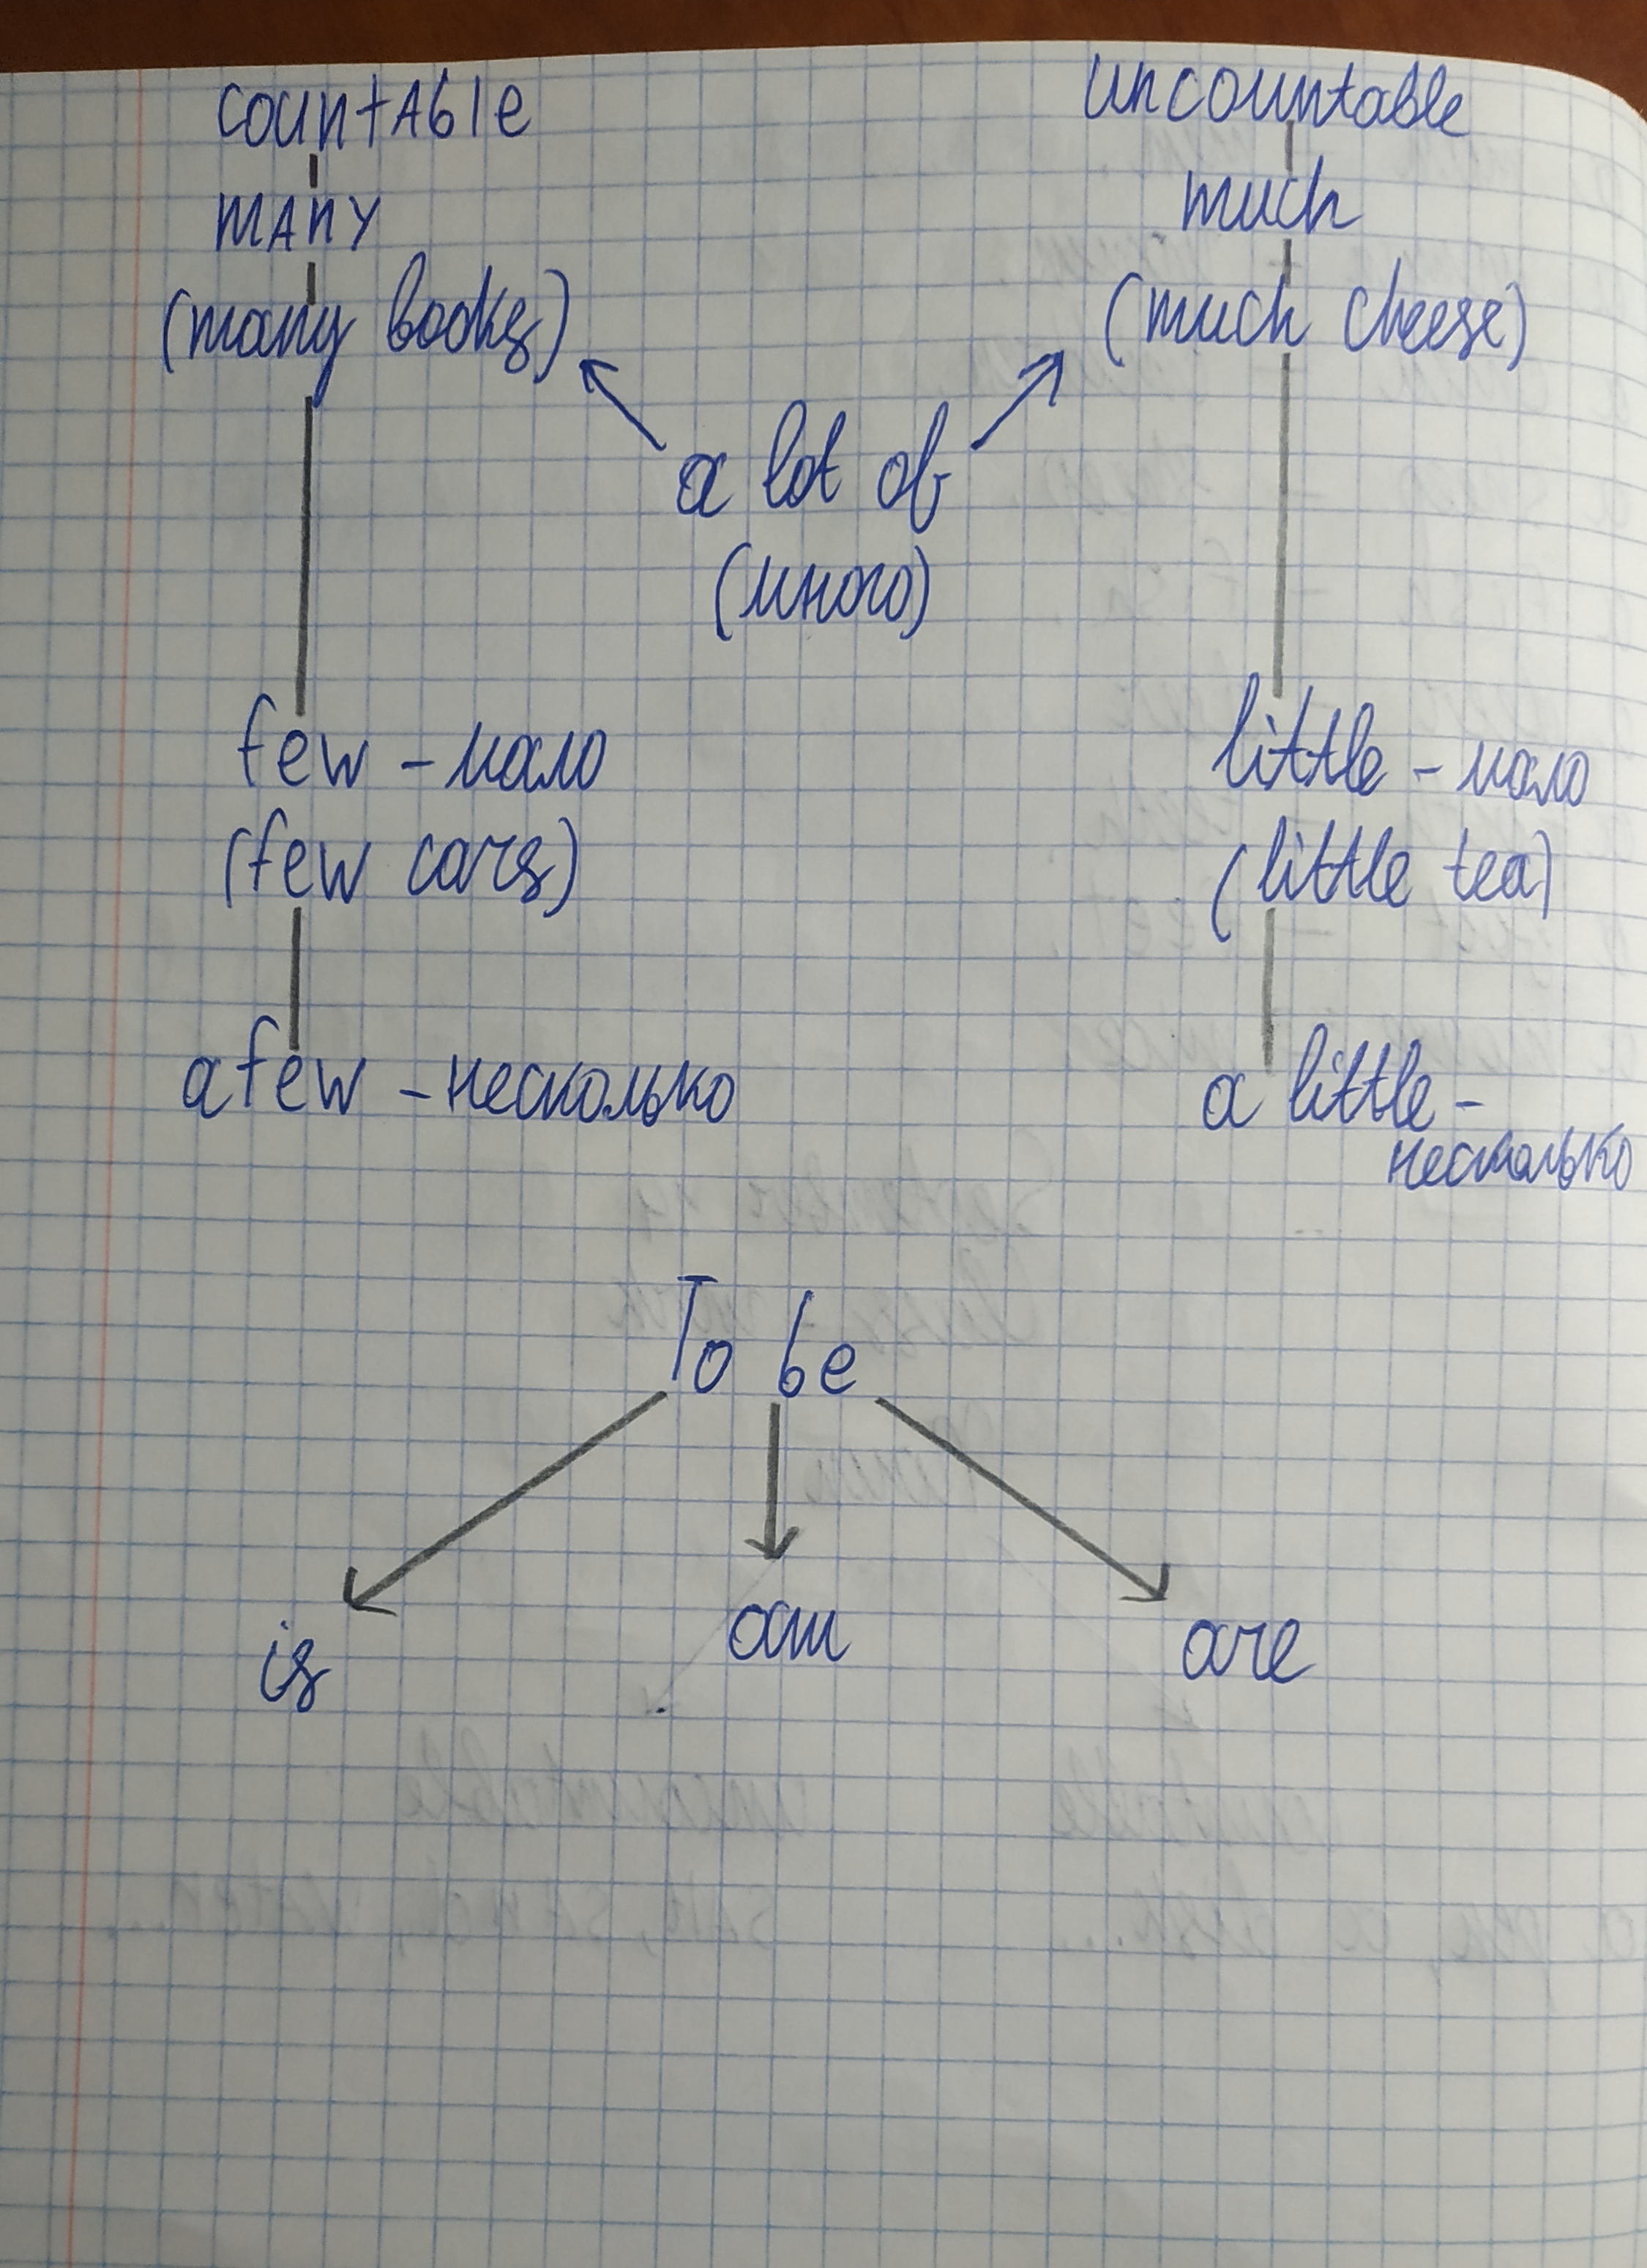 countable uncountable
many much
(many books) (much cheese)
a lot of
(много)
few - мало little - мало
(few cars) (little tea)
a few - несколько a little -
несколько
To be
is am are